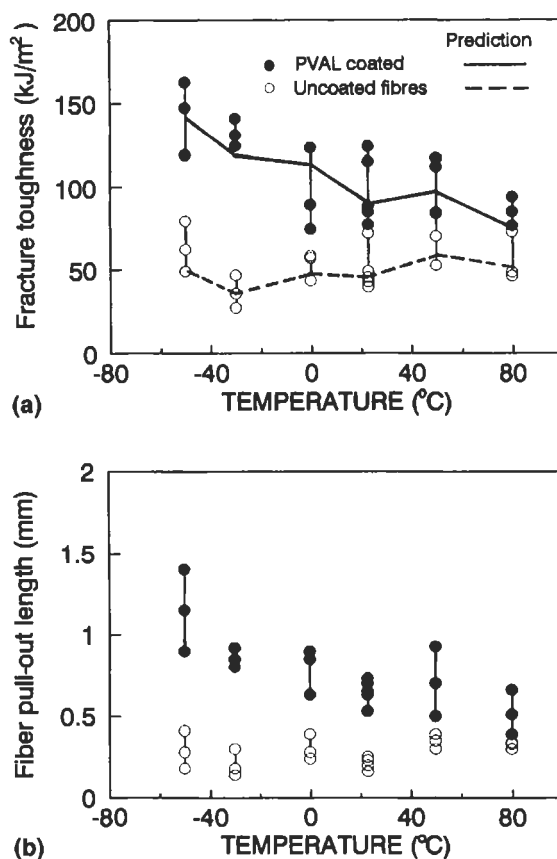 200
150
100
50
0
Fracture toughness (kJ/m²)
Prediction
PVAL coated
Uncoated fibres
-80
-40
0
40
80
TEMPERATURE (°C)
(a)
2
1.5
1
0.5
0
Fiber pull-out length (mm)
-80
-40
0
40
80
TEMPERATURE (°C)
(b)